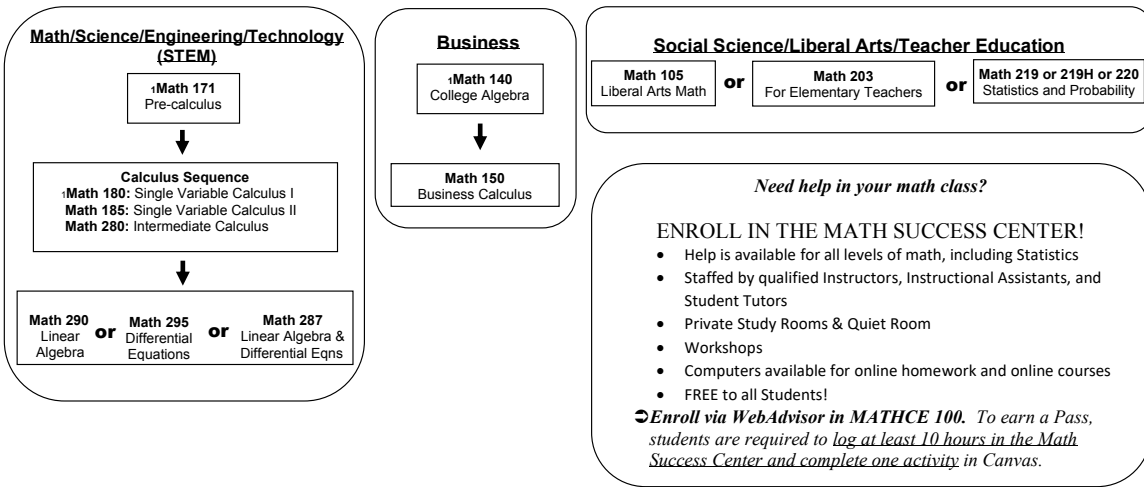 Math/Science/Engineering/Technology
(STEM)
1Math 171
Pre-calculus
Calculus Sequence
1Math 180: Single Variable Calculus I
Math 185: Single Variable Calculus II
Math 280: Intermediate Calculus
Math 290
Linear
Algebra
or
Math 295
Differential
Equations
or
Math 287
Linear Algebra &
Differential Eqns
Business
1Math 140
College Algebra
Math 150
Business Calculus
Social Science/Liberal Arts/Teacher Education
Math 105
Liberal Arts Math
or
Math 203
For Elementary Teachers
or
Math 219 or 219H or 220
Statistics and Probability
Need help in your math class?
ENROLL IN THE MATH SUCCESS CENTER!
• Help is available for all levels of math, including Statistics
• Staffed by qualified Instructors, Instructional Assistants, and
Student Tutors
• Private Study Rooms & Quiet Room
• Workshops
• Computers available for online homework and online courses
• FREE to all Students!
➲Enroll via WebAdvisor in MATHCE 100. To earn a Pass,
students are required to log at least 10 hours in the Math
Success Center and complete one activity in Canvas.